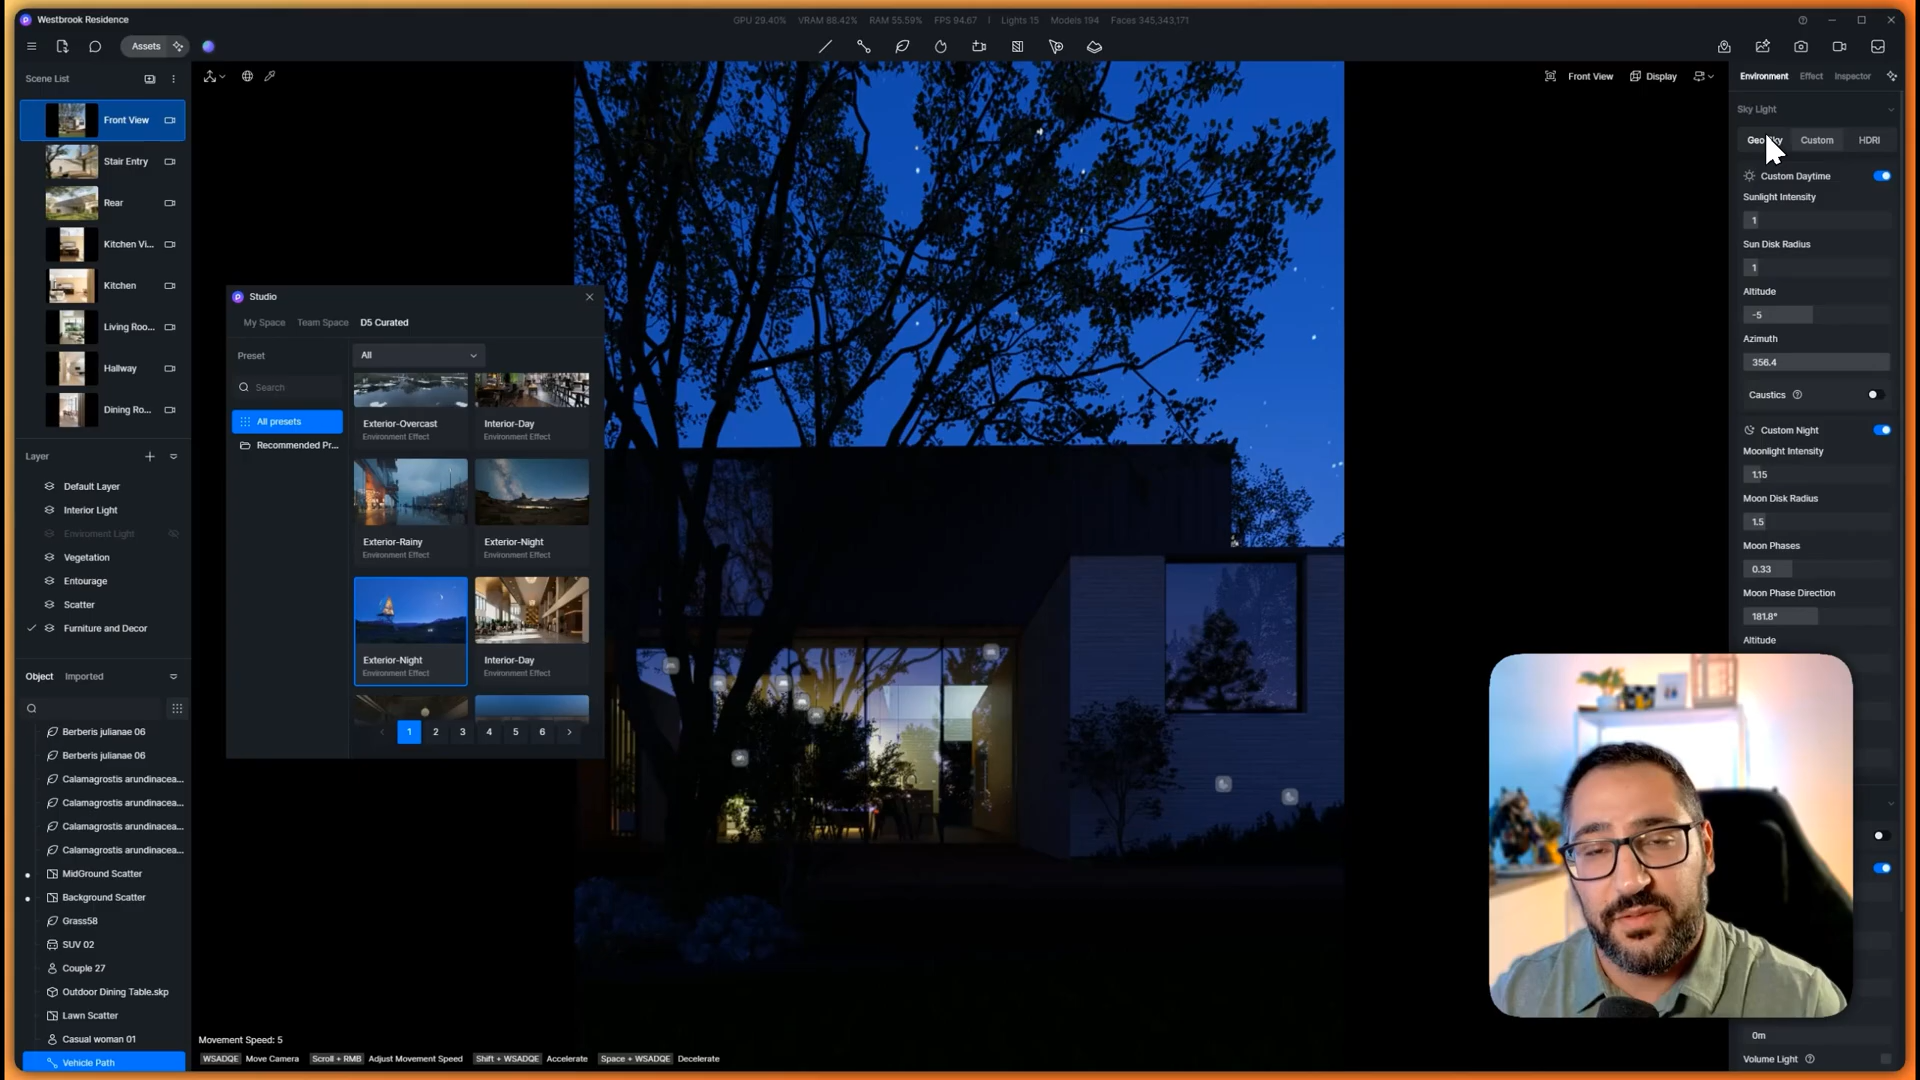 Westbrook Residence
GPU 29.40% VRAM 88.42% RAM 55.59% FPS 94.67 | Lights 15 Models 194 Faces 345,343,171
Assets
Scene List
Front View
Stair Entry
Rear
Kitchen Vi...
Kitchen
Living Roo...
Hallway
Dining Ro...
Layer
Default Layer
Interior Light
Enviroment Light
Vegetation
Entourage
Scatter
Furniture and Decor
Object Imported
Berberis julianae 06
Berberis julianae 06
Calamagrostis arundinacea...
Calamagrostis arundinacea...
Calamagrostis arundinacea...
Calamagrostis arundinacea...
MidGround Scatter
Background Scatter
Grass58
SUV 02
Couple 27
Outdoor Dining Table.skp
Lawn Scatter
Casual woman 01
Vehicle Path
Studio
My Space Team Space D5 Curated
Preset
All
Search
All presets
Recommended Pr...
Exterior-Overcast
Environment Effect
Interior-Day
Environment Effect
Exterior-Rainy
Environment Effect
Exterior-Night
Environment Effect
Exterior-Night
Environment Effect
Interior-Day
Environment Effect
1 2 3 4 5 6
Movement Speed: 5
WSADQE Move Camera Scroll + RMB Adjust Movement Speed Shift + WSADQE Accelerate Space + WSADQE Decelerate
Front View Display
Environment Effect Inspector
Sky Light
Custom HDRI
Custom Daytime
Sunlight Intensity
1
Sun Disk Radius
1
Altitude
-5
Azimuth
356.4
Caustics
Custom Night
Moonlight Intensity
1.15
Moon Disk Radius
1.5
Moon Phases
0.33
Moon Phase Direction
181.8°
Altitude
0m
Volume Light